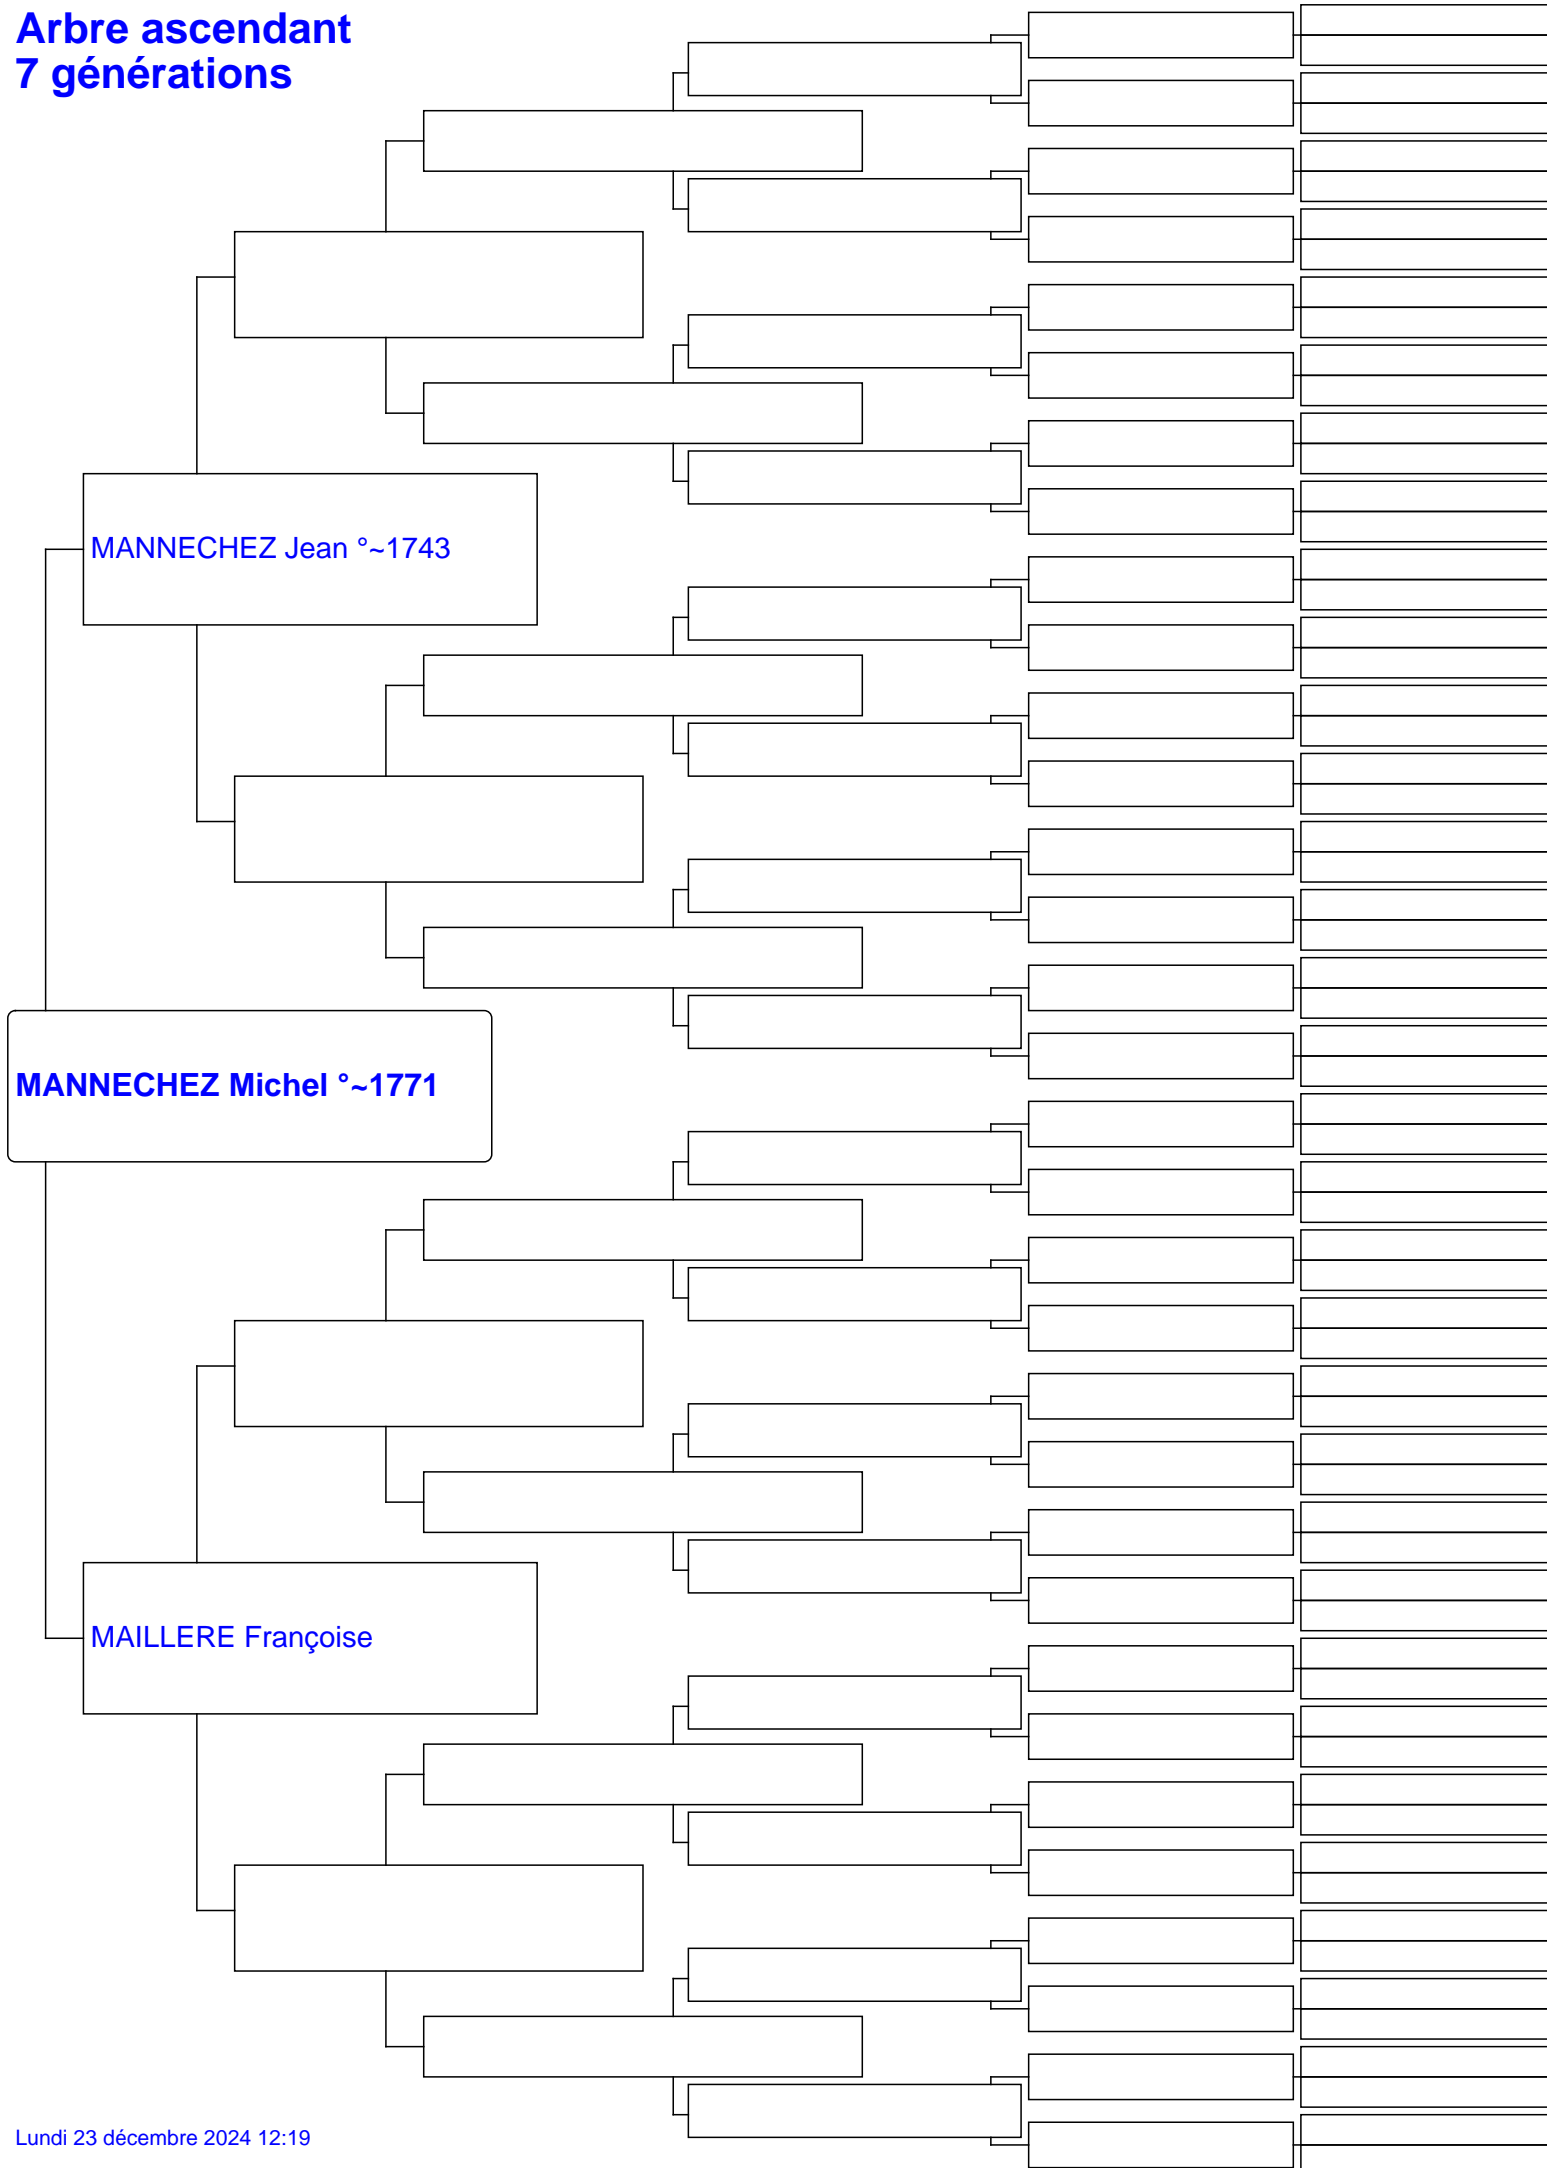 Arbre ascendant
7 générations
MANNECHEZ Jean °~1743
MANNECHEZ Michel °~1771
MAILLERE Françoise
Lundi 23 décembre 2024 12:19